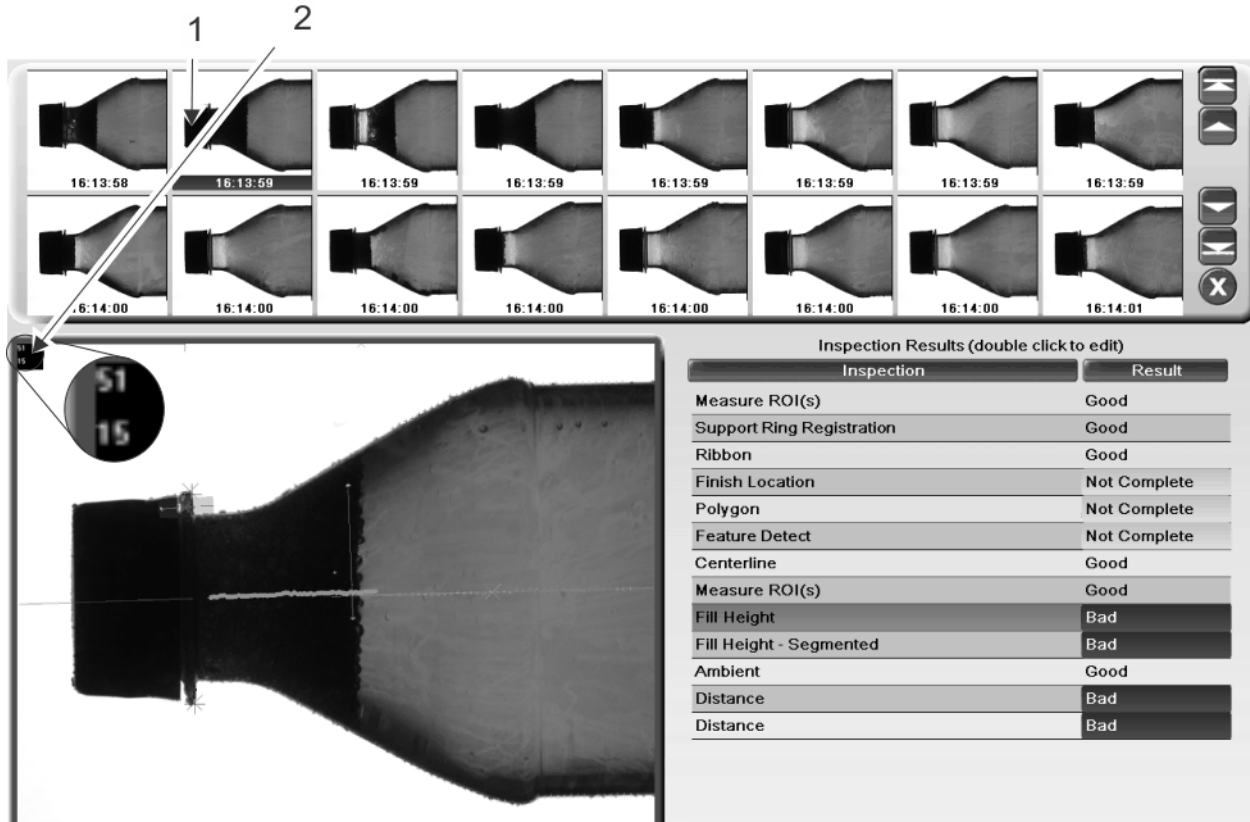 1 2
16:13:58 16:13:59 16:13:59 16:13:59 16:13:59 16:13:59 16:13:59 16:13:59
16:14:00 16:14:00 16:14:00 16:14:00 16:14:00 16:14:00 16:14:00 16:14:01
X
51
15
51
15
Inspection Results (double click to edit)
Inspection Result
Measure ROI(s) Good
Support Ring Registration Good
Ribbon Good
Finish Location Not Complete
Polygon Not Complete
Feature Detect Not Complete
Centerline Good
Measure ROI(s) Good
Fill Height Bad
Fill Height - Segmented Bad
Ambient Good
Distance Bad
Distance Bad